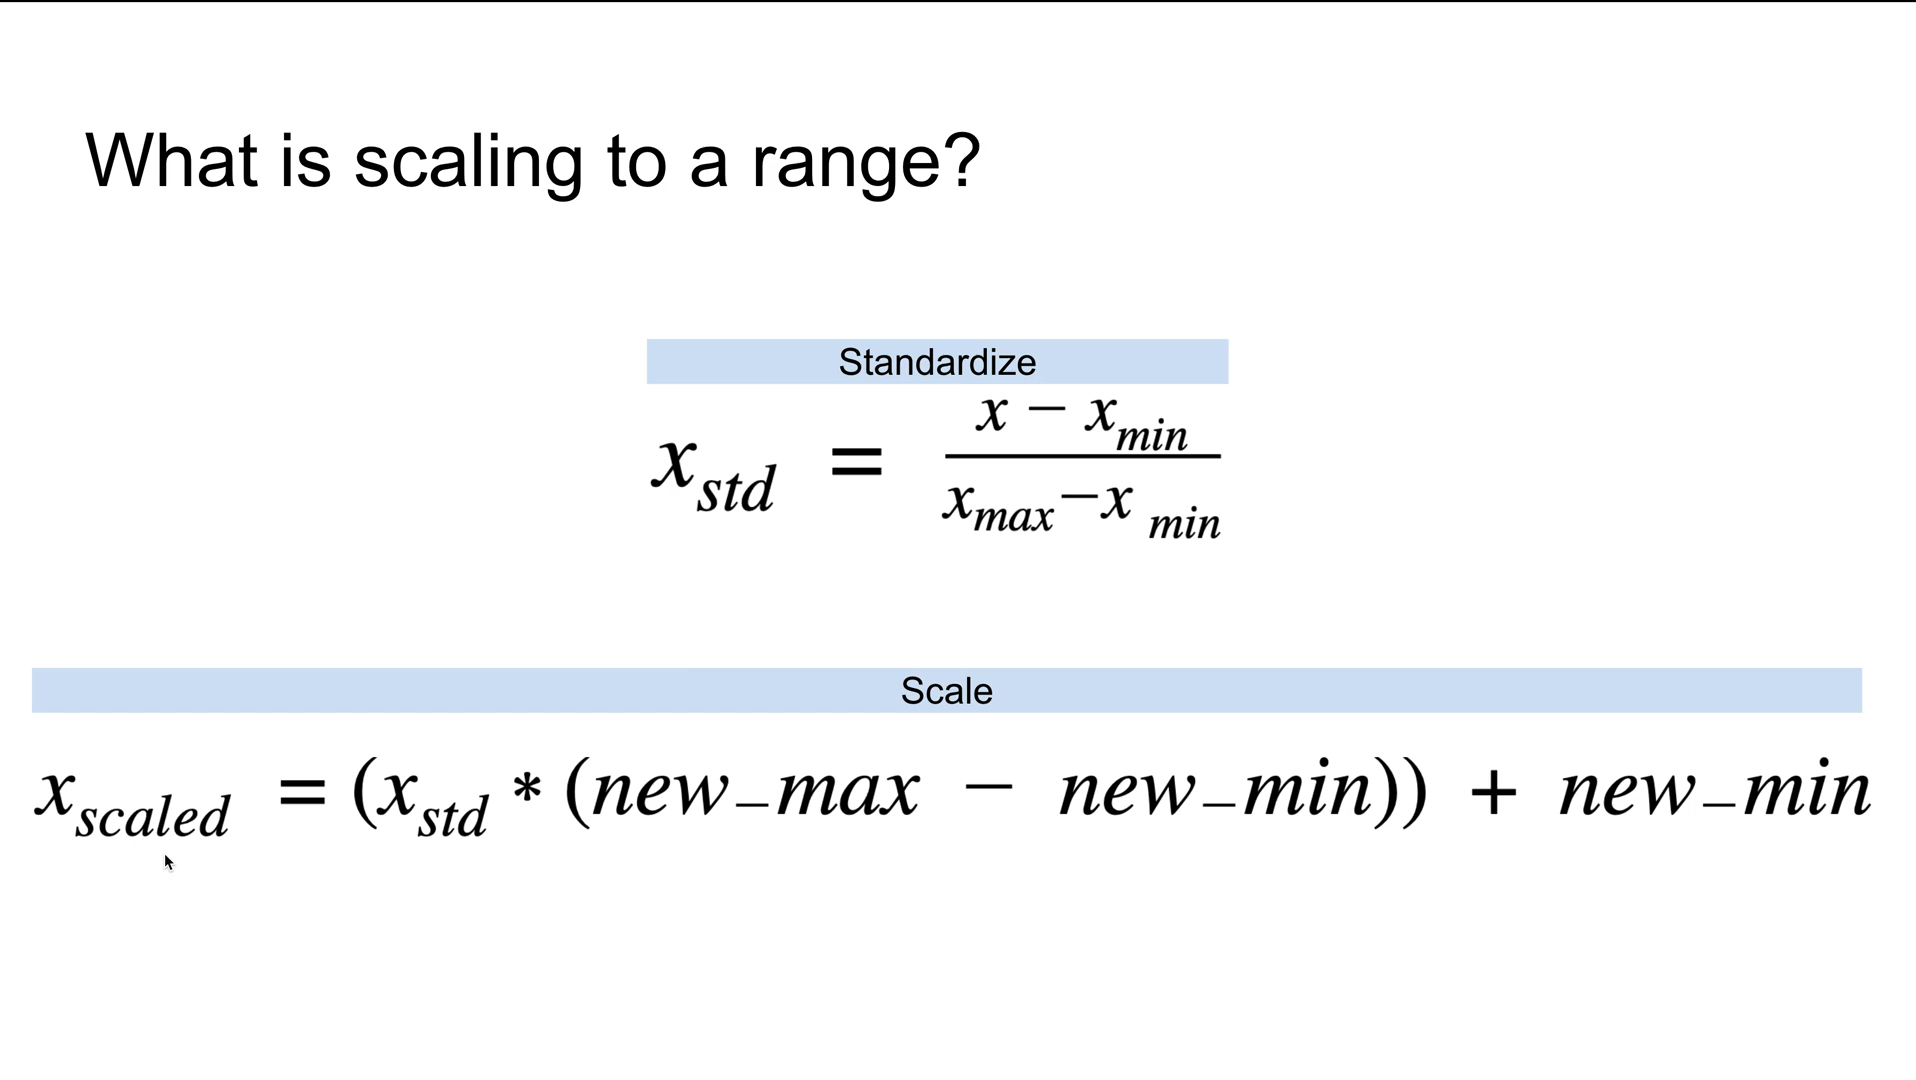 What is scaling to a range?
Standardize
x_std = (x − x_min) / (x_max − x_min)
Scale
x_scaled = (x_std * (new_max − new_min)) + new_min